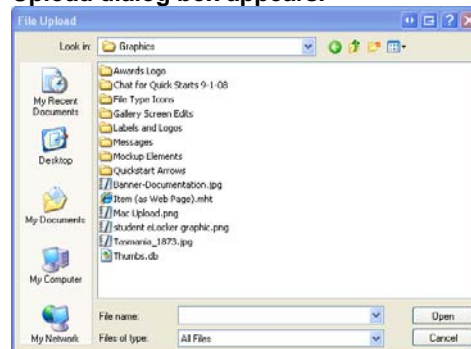 Upload dialog box appears.
File Upload
Look in:
Graphics
My Recent
Documents
Desktop
My Documents
My Computer
My Network
Awards Logo
Chat for Quick Starts 9-1-08
File Type Icons
Gallery Screen
Edits
Labels and Logos
Messages
Mockup Elements
Quickstart Arrows
Banner-Documentation.jpg
Item (as Web Page).mht
Mac Upload.png
student eLocker graphic.png
Tasmania_1873.jpg
Thumbs.db
File name:
Open
Files of type:
All Files
Cancel